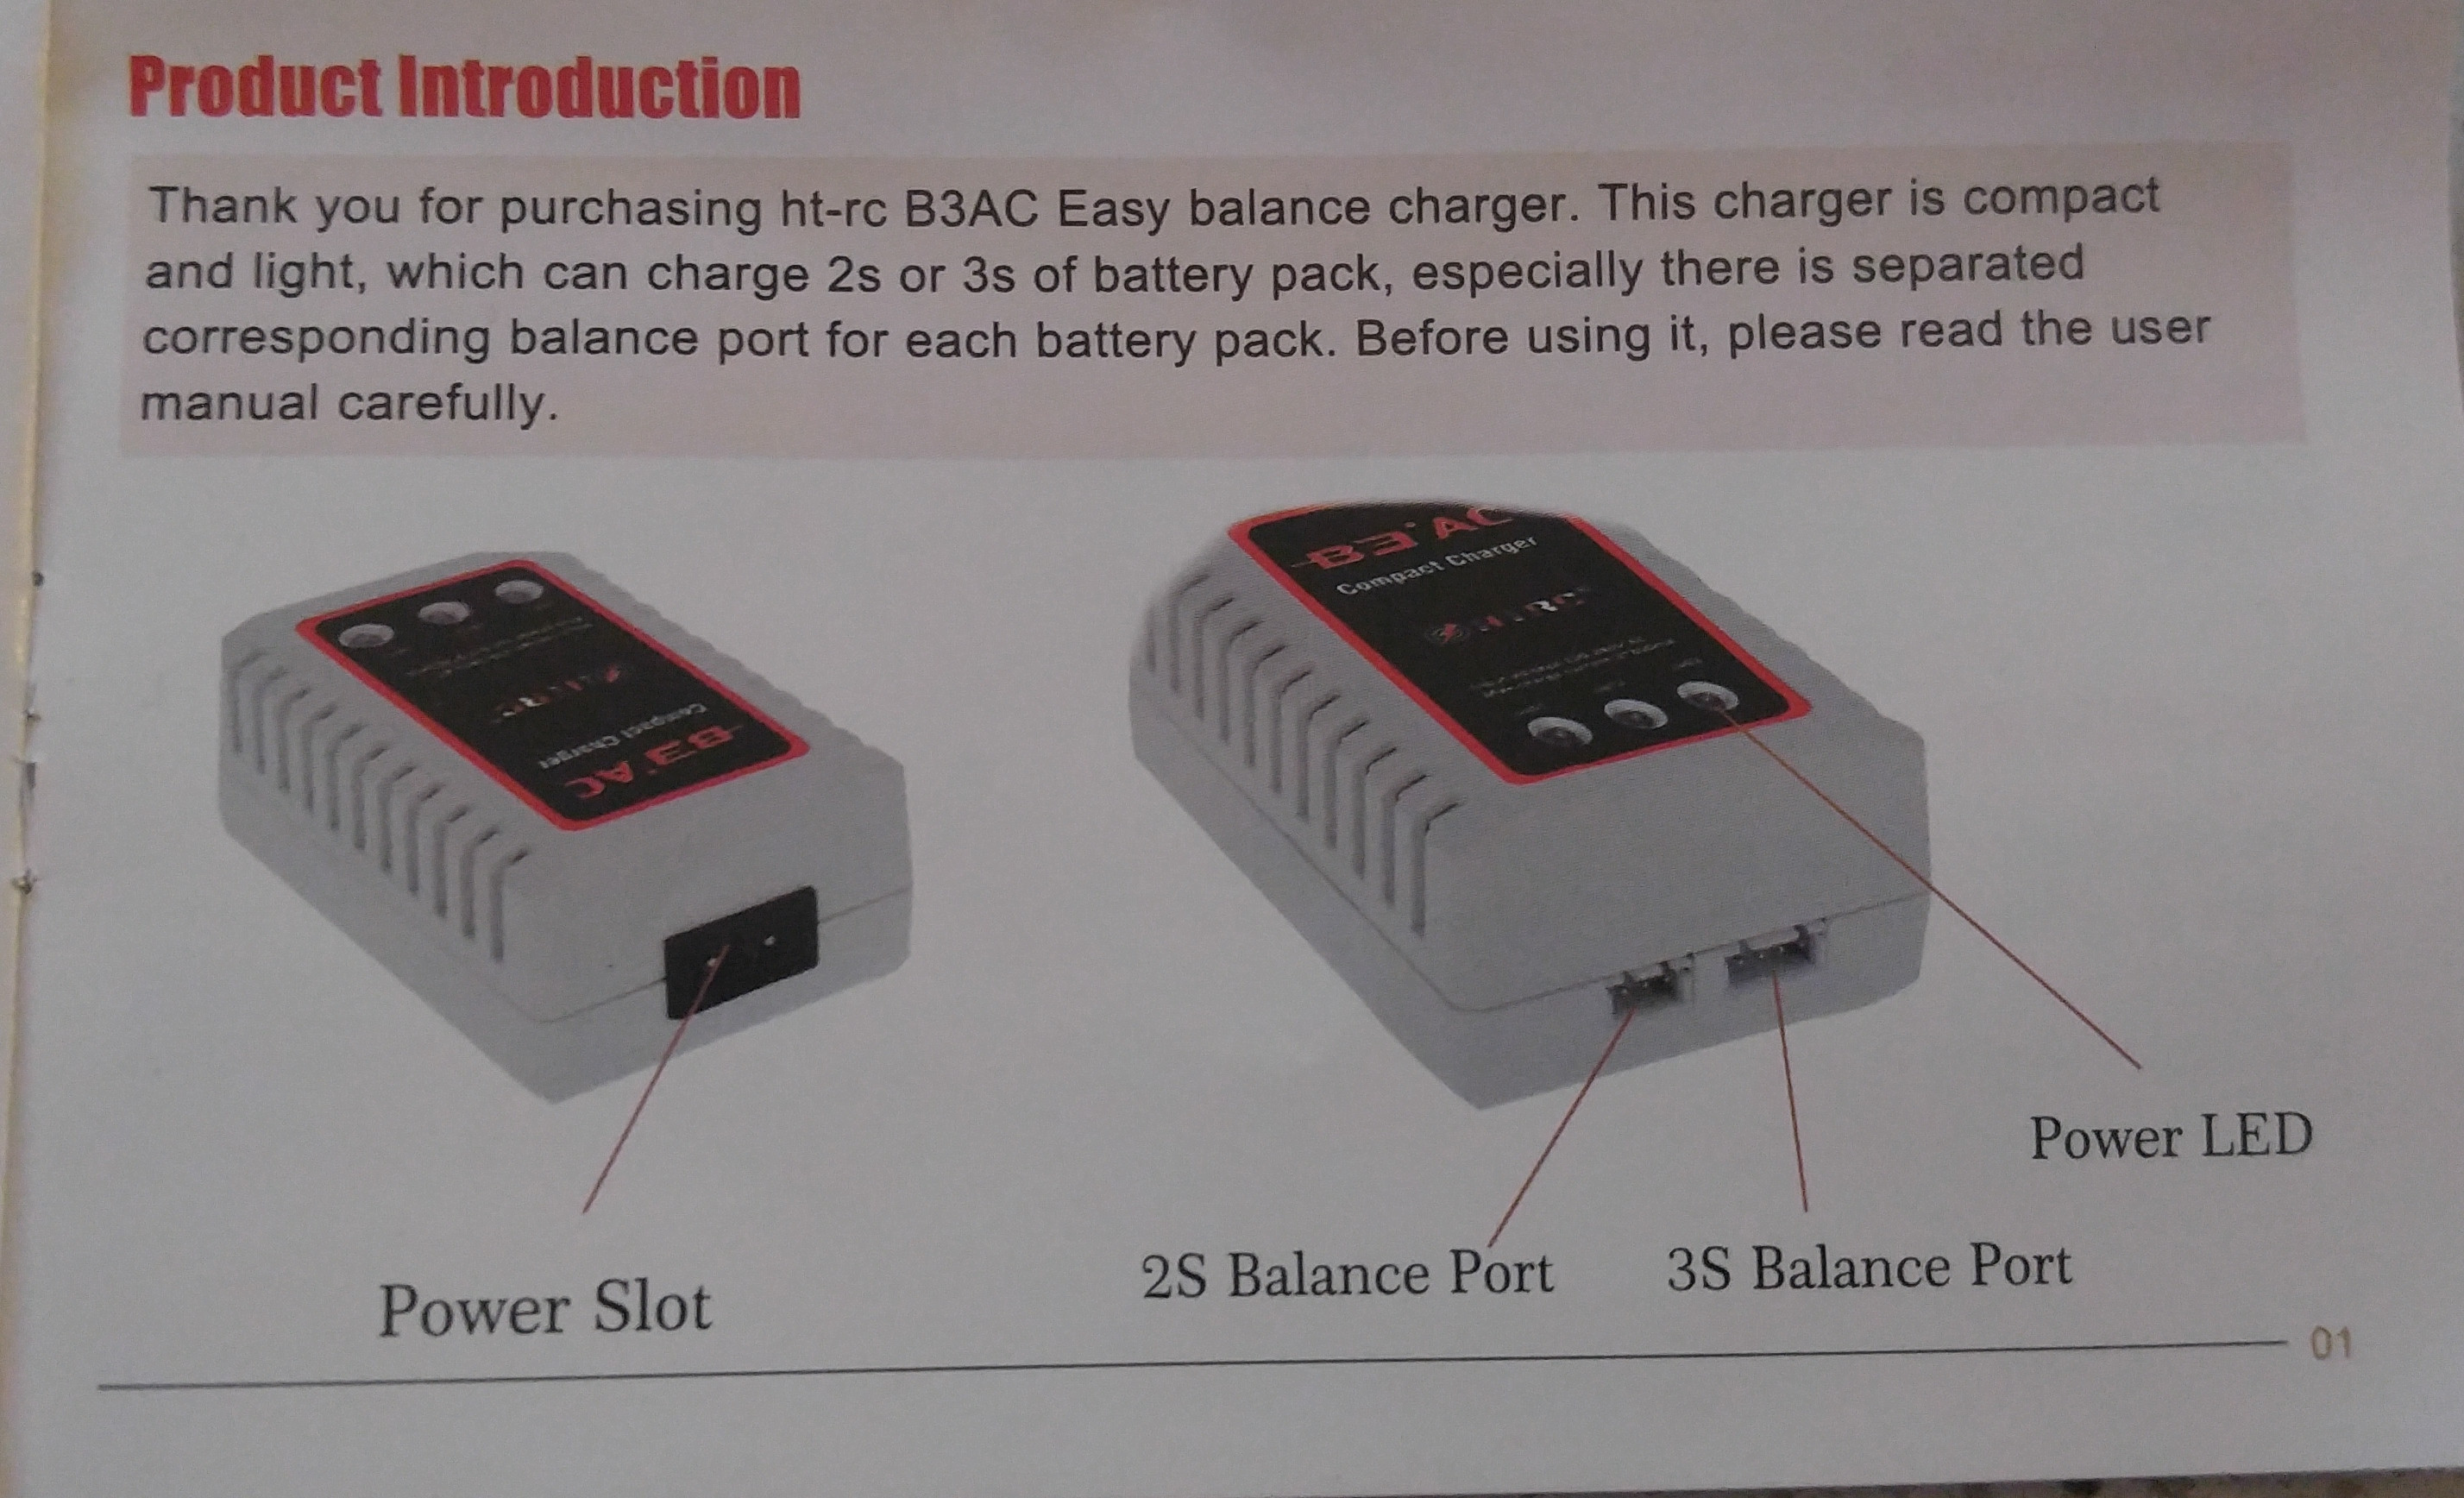 Product Introduction
Thank you for purchasing ht-rc B3AC Easy balance charger. This charger is compact
and light, which can charge 2s or 3s of battery pack, especially there is separated
corresponding balance port for each battery pack. Before using it, please read the user
manual carefully.
B3 AC
Compact Charger
B3 AC
Compact Charger
Power LED
2S Balance Port
3S Balance Port
Power Slot
01